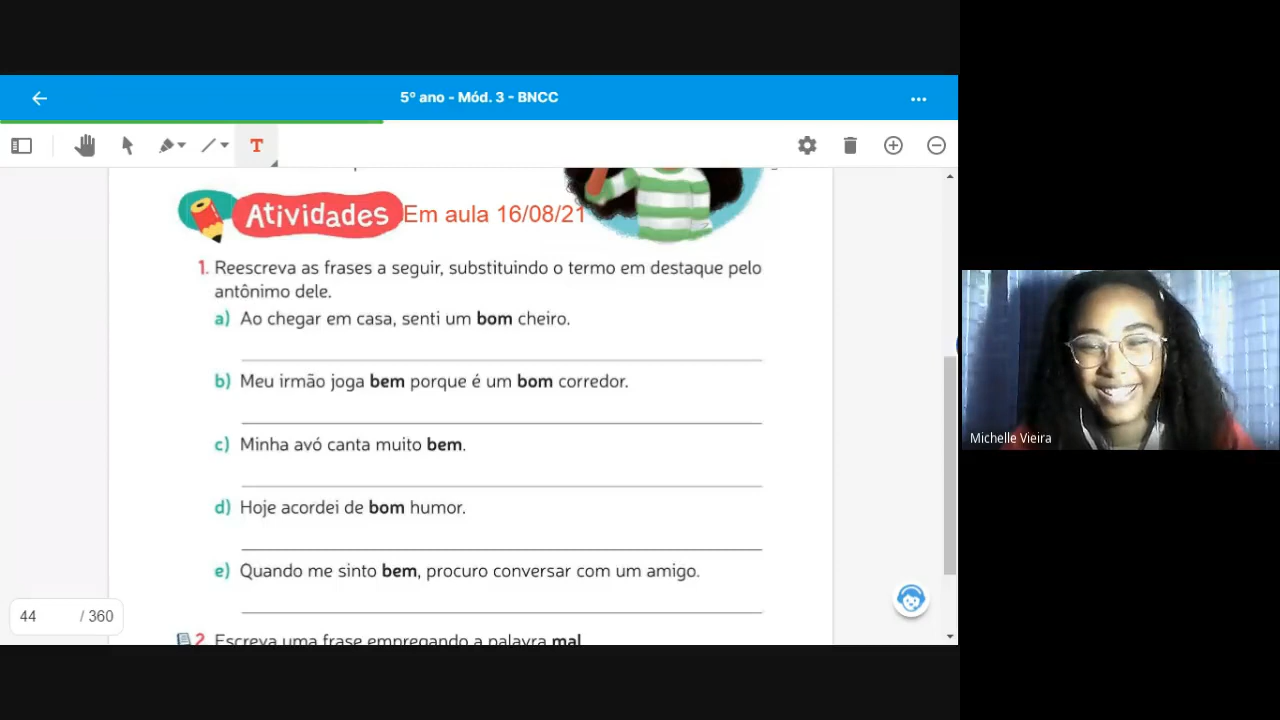 5º ano - Mód. 3 - BNCC
T
Atividades Em aula 16/08/21
1. Reescreva as frases a seguir, substituindo o termo em destaque pelo
antônimo dele.
a) Ao chegar em casa, senti um bom cheiro.
b) Meu irmão joga bem porque é um bom corredor.
c) Minha avó canta muito bem.
d) Hoje acordei de bom humor.
e) Quando me sinto bem, procuro conversar com um amigo.
2 Escreva uma frase empregando a palavra mal
44 / 360
Michelle Vieira